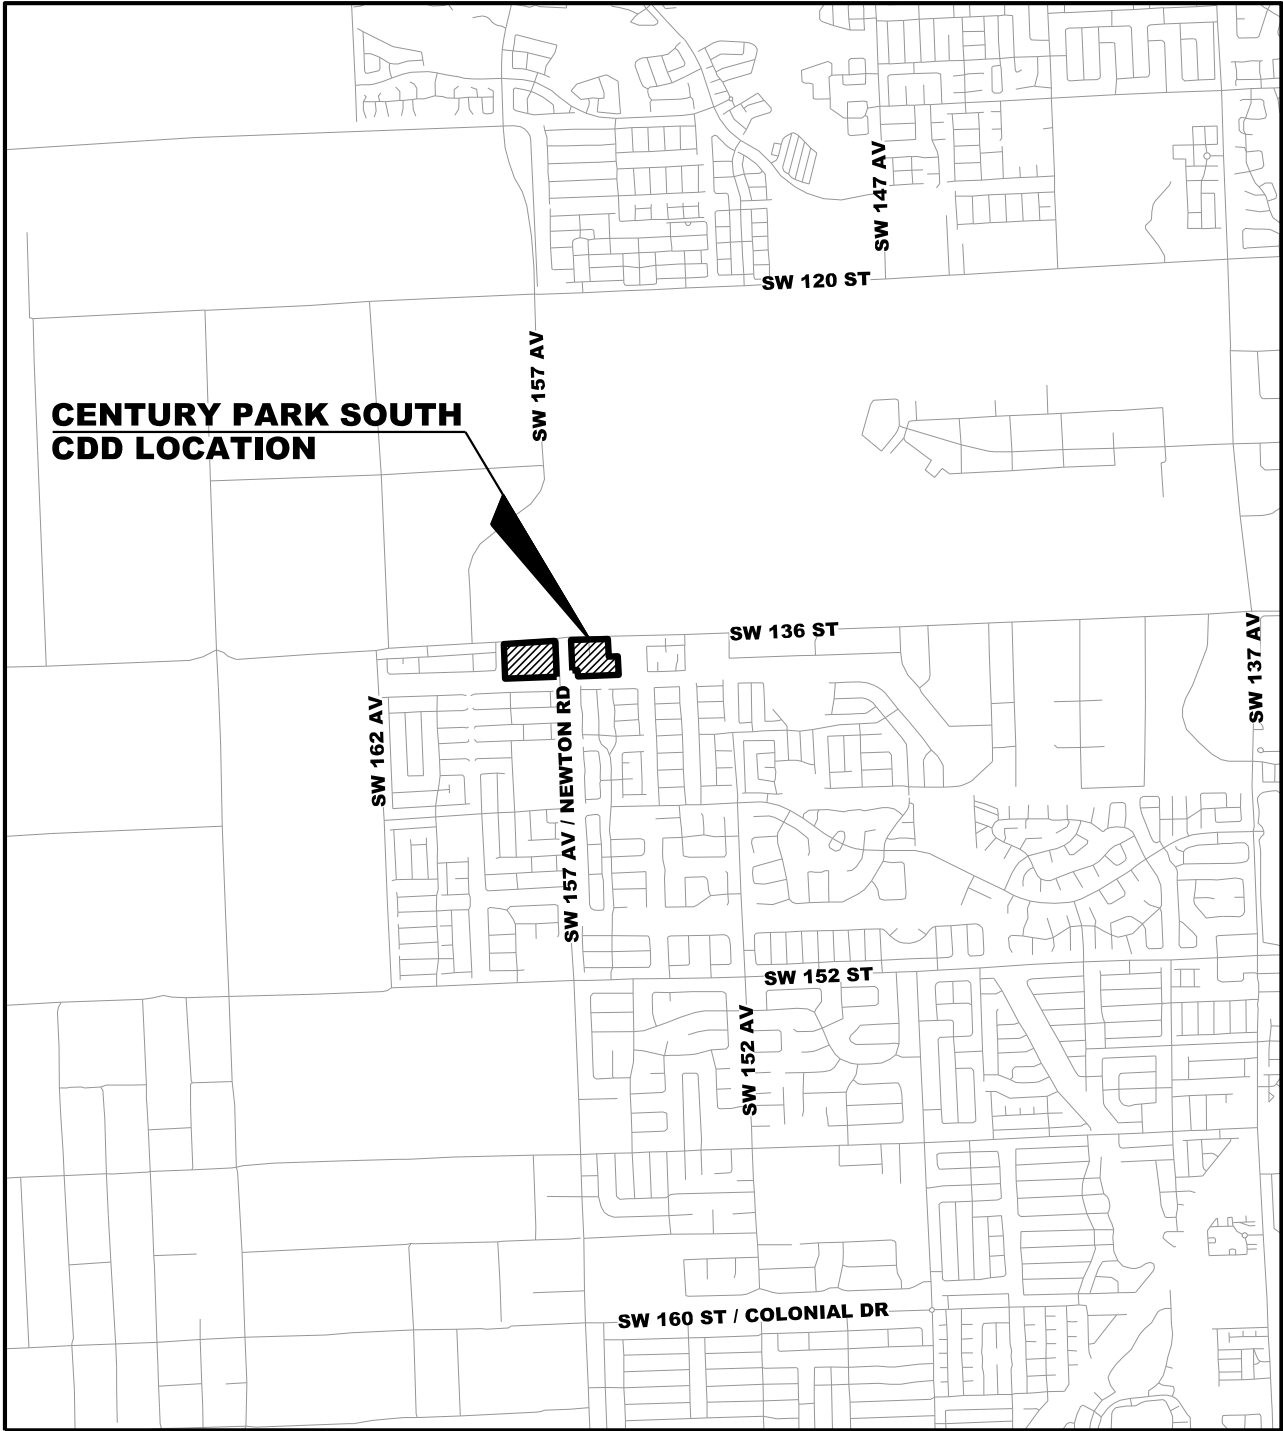 SW 147 AV
SW 120 ST
SW 157 AV
CENTURY PARK SOUTH
CDD LOCATION
SW 136 ST
SW 137 AV
SW 162 AV
SW 157 AV / NEWTON RD
SW 152 ST
SW 152 AV
SW 160 ST / COLONIAL DR